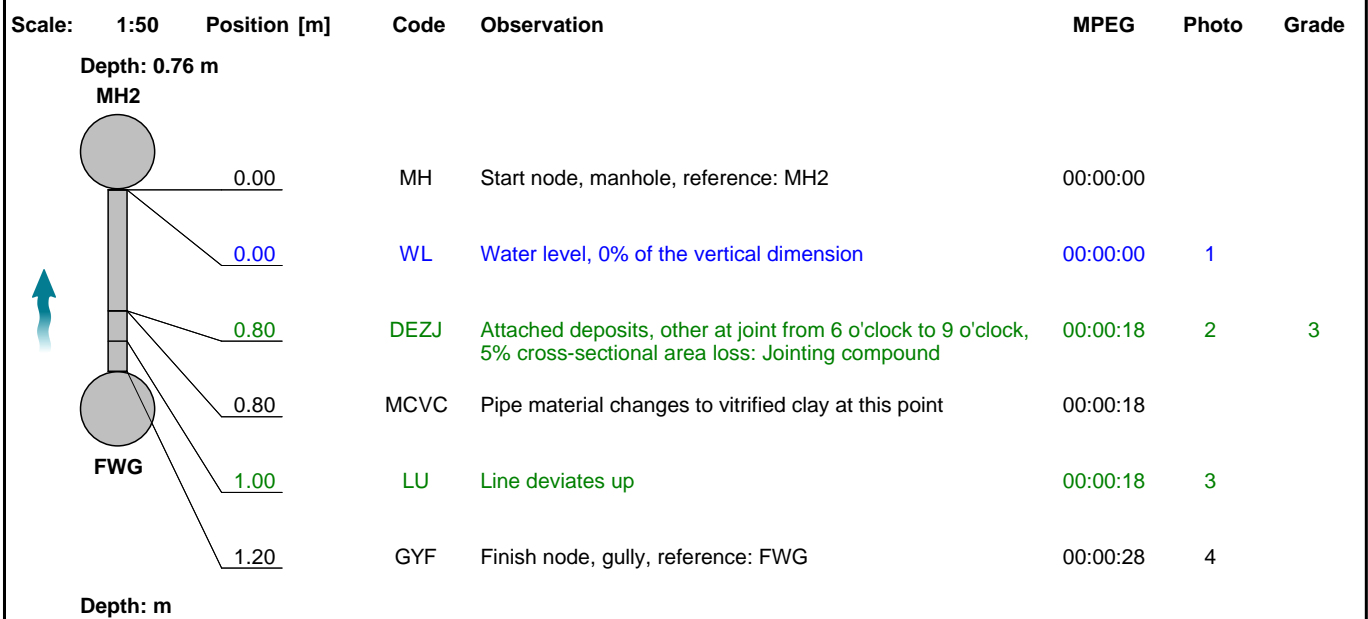 Scale: 1:50 Position [m] Code Observation MPEG Photo Grade
Depth: 0.76 m
MH2
0.00 MH Start node, manhole, reference: MH2 00:00:00
0.00 WL Water level, 0% of the vertical dimension 00:00:00 1
0.80 DEZJ Attached deposits, other at joint from 6 o'clock to 9 o'clock, 00:00:18 2 3
5% cross-sectional area loss: Jointing compound
0.80 MCVC Pipe material changes to vitrified clay at this point 00:00:18
FWG
1.00 LU Line deviates up 00:00:18 3
1.20 GYF Finish node, gully, reference: FWG 00:00:28 4
Depth: m